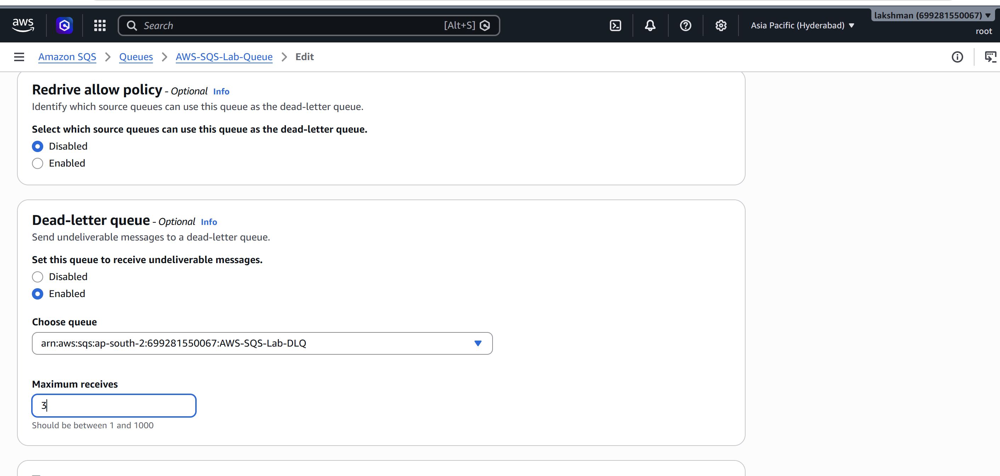 aws
Search [Alt+S]
Asia Pacific (Hyderabad)
lakshman (699281550067)
root
Amazon SQS > Queues > AWS-SQS-Lab-Queue > Edit
Redrive allow policy - Optional Info
Identify which source queues can use this queue as the dead-letter queue.
Select which source queues can use this queue as the dead-letter queue.
Disabled
Enabled
Dead-letter queue - Optional Info
Send undeliverable messages to a dead-letter queue.
Set this queue to receive undeliverable messages.
Disabled
Enabled
Choose queue
arn:aws:sqs:ap-south-2:699281550067:AWS-SQS-Lab-DLQ
Maximum receives
3
Should be between 1 and 1000